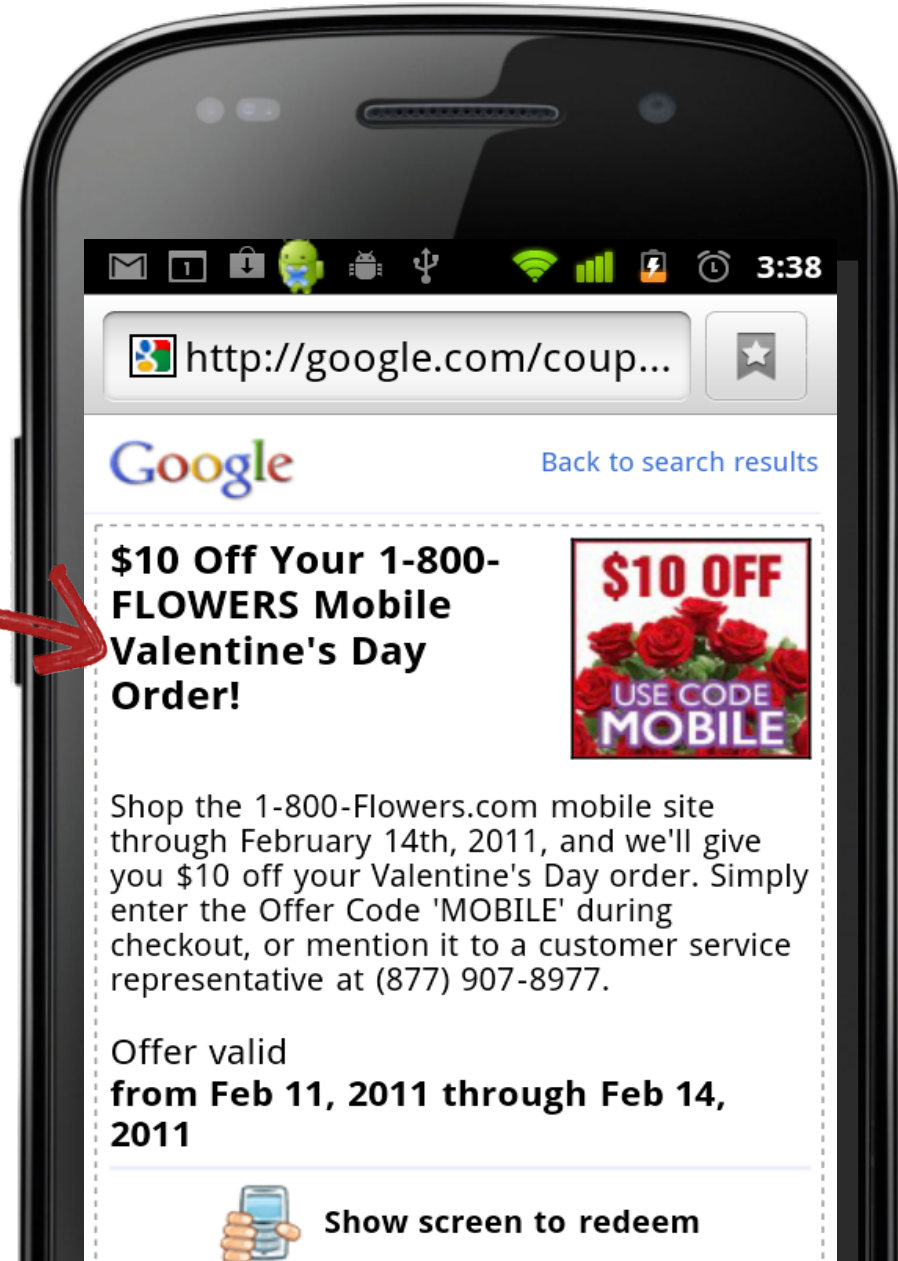 1
3:38
http://google.com/coup...
Google
Back to search results
$10 Off Your 1-800-
FLOWERS Mobile
Valentine's Day
Order!
$10 OFF
USE CODE
MOBILE
Shop the 1-800-Flowers.com mobile site
through February 14th, 2011, and we'll give
you $10 off your Valentine's Day order. Simply
enter the Offer Code 'MOBILE' during
checkout, or mention it to a customer service
representative at (877) 907-8977.
Offer valid
from Feb 11, 2011 through Feb 14,
2011
Show screen to redeem